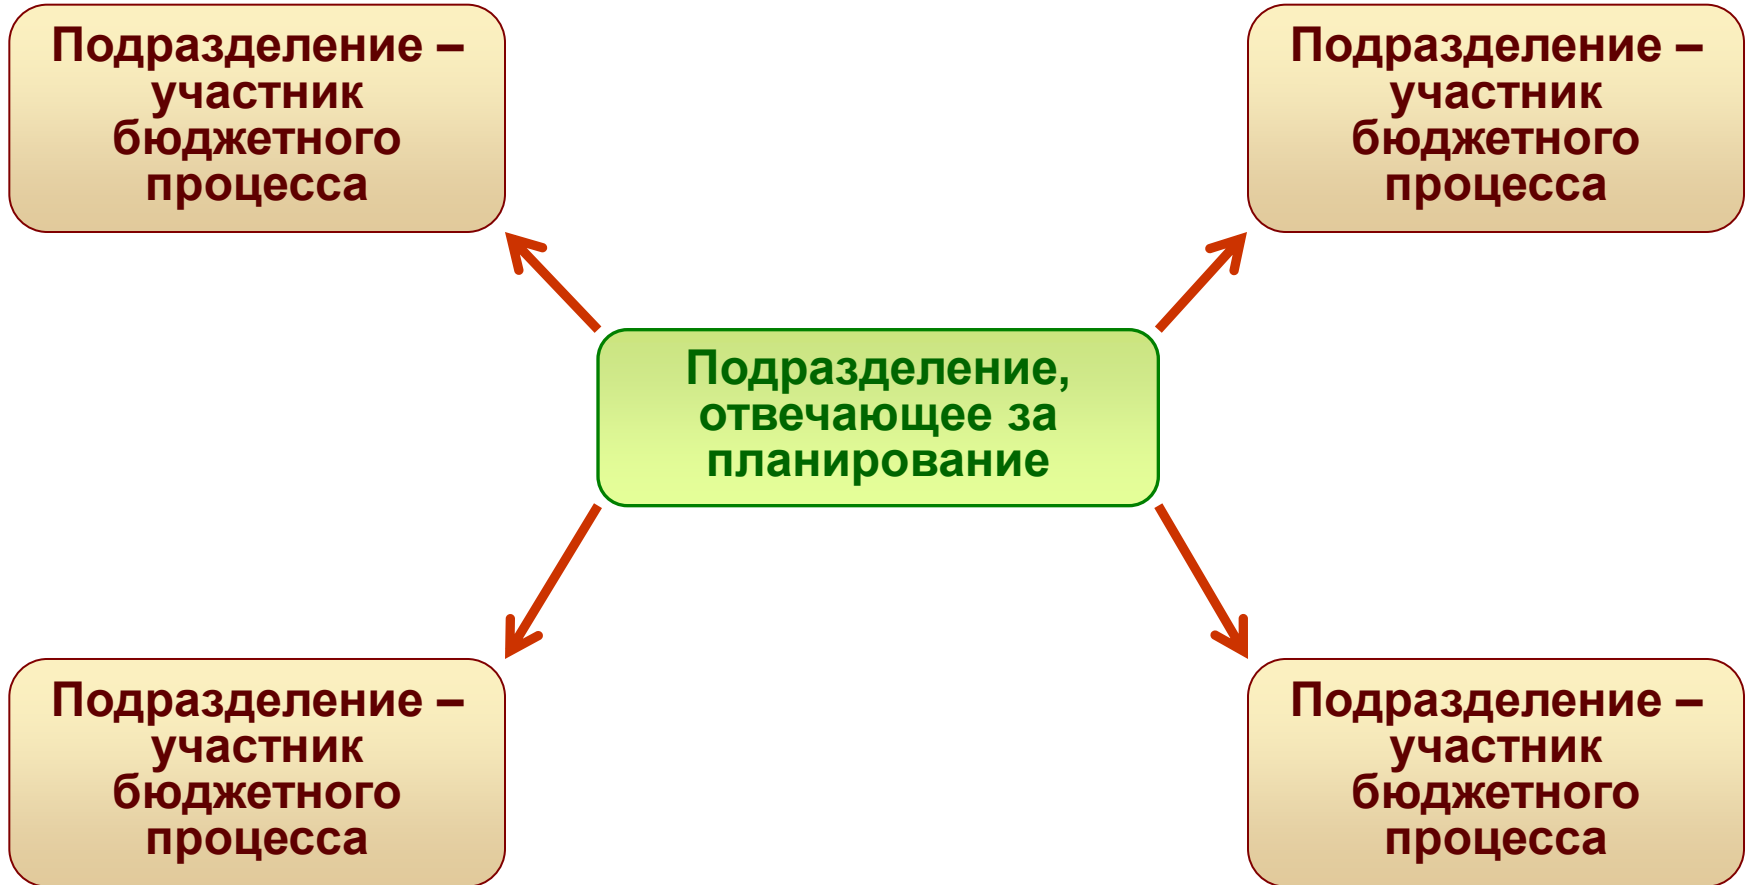 Подразделение –
участник
бюджетного
процесса
Подразделение –
участник
бюджетного
процесса
Подразделение,
отвечающее за
планирование
Подразделение –
участник
бюджетного
процесса
Подразделение –
участник
бюджетного
процесса